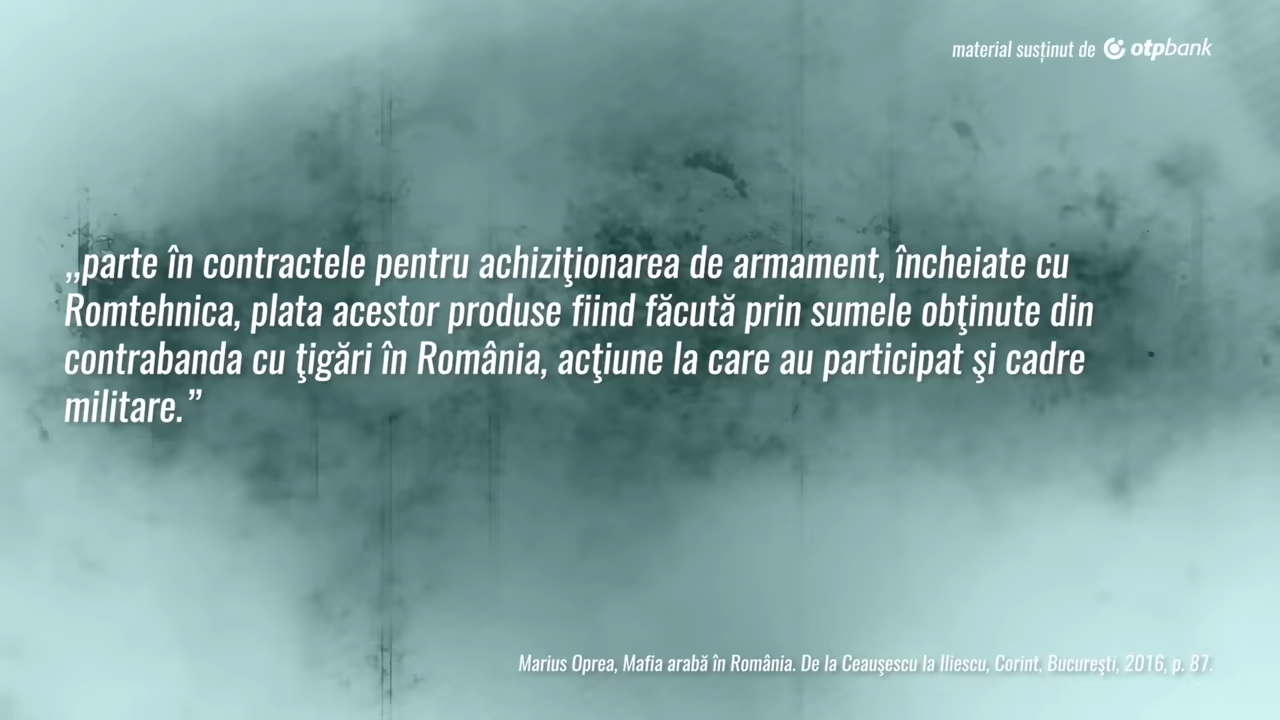 material susținut de otpbank
„parte în contractele pentru achiziţionarea de armament, încheiate cu
Romtehnica, plata acestor produse fiind făcută prin sumele obţinute din
contrabanda cu ţigări în România, acţiune la care au participat şi cadre
militare.”
Marius Oprea, Mafia arabă în România. De la Ceauşescu la Iliescu, Corint, Bucureşti, 2016, p. 87.